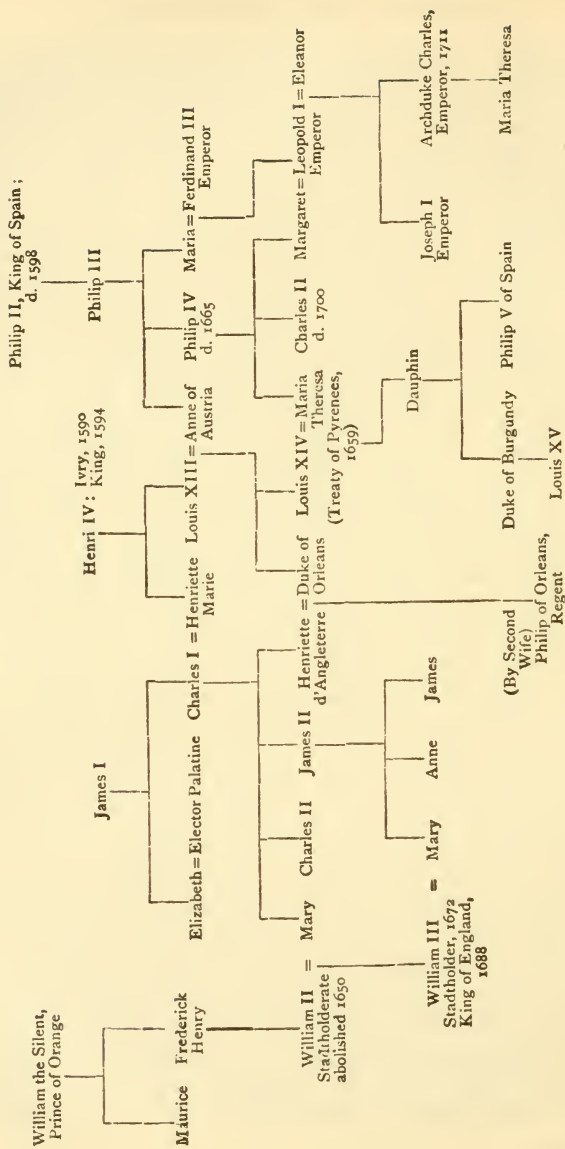 William the Silent,
Prince of Orange
Maurice
Frederick
Henry
William II =
Stadtholderate
abolished 1650
William III =
Stadtholder, 1672
King of England,
1688
James I
Elizabeth = Elector Palatine
Charles I = Henriette
Marie
Mary
Charles II
James II
Henriette = Duke of
d'Angleterre Orleans
Mary
Anne
James
(By Second
Wife)
Philip of Orleans,
Regent
Henri IV: Ivry, 1590
King, 1594
Louis XIII = Anne of
Austria
Louis XIV = Maria
Theresa
(Treaty of Pyrenees,
1659)
Dauphin
Duke of Burgundy
Philip V of Spain
Louis XV
Philip II, King of Spain;
d. 1598
Philip III
Philip IV
d. 1665
Maria = Ferdinand III
Emperor
Charles II
d. 1700
Margaret = Leopold I = Eleanor
Emperor
Joseph I
Emperor
Archduke Charles,
Emperor, 1711
Maria Theresa